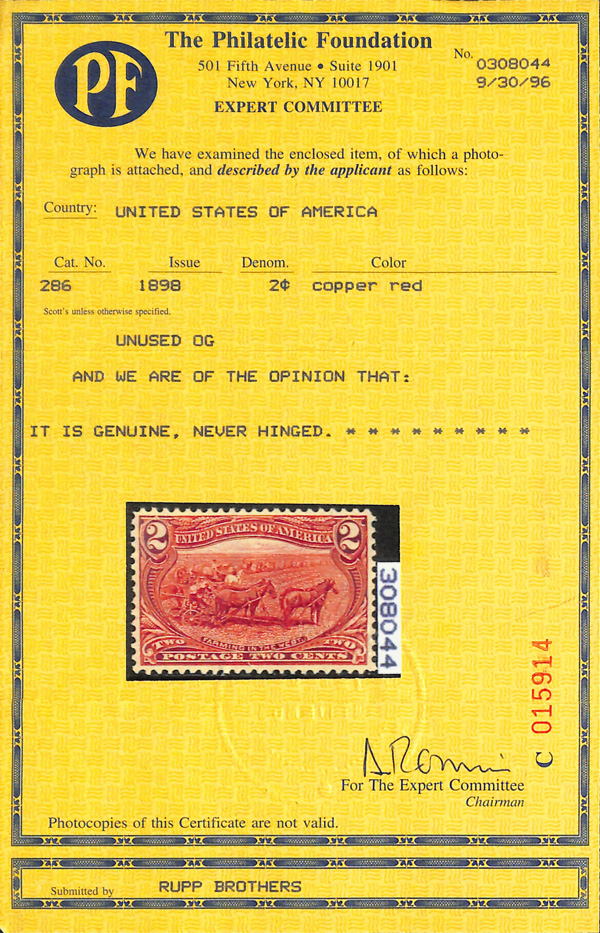 PF
The Philatelic Foundation
501 Fifth Avenue • Suite 1901
New York, NY 10017
EXPERT COMMITTEE
No. 0308044
9/30/96
We have examined the enclosed item, of which a photo-
graph is attached, and described by the applicant as follows:
Country: UNITED STATES OF AMERICA
Cat. No. Issue Denom. Color
286 1898 2¢ copper red
Scott's unless otherwise specified.
UNUSED OG
AND WE ARE OF THE OPINION THAT:
IT IS GENUINE, NEVER HINGED. * * * * * * * * *
2 2
UNITED STATES OF AMERICA
FARMING IN THE WEST.
TWO TWO
POSTAGE TWO CENTS
308044
C 015914
For The Expert Committee
Chairman
Photocopies of this Certificate are not valid.
Submitted by RUPP BROTHERS